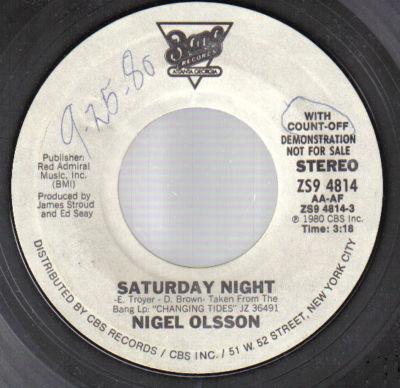 Bang
RECORDS
ATLANTA, GEORGIA
9-25-80
Publisher:
Red Admiral
Music, Inc.
(BMI)
Produced by
James Stroud
and Ed Seay
WITH
COUNT-OFF
DEMONSTRATION
NOT FOR SALE
STEREO
ZS9 4814
AA-AF
ZS9 4814-3
Ⓟ 1980 CBS Inc.
Time: 3:18
SATURDAY NIGHT
-E. Troyer - D. Brown- Taken From The
Bang Lp: "CHANGING TIDES" JZ 36491
NIGEL OLSSON
DISTRIBUTED BY CBS RECORDS / CBS INC. / 51 W. 52 STREET, NEW YORK CITY